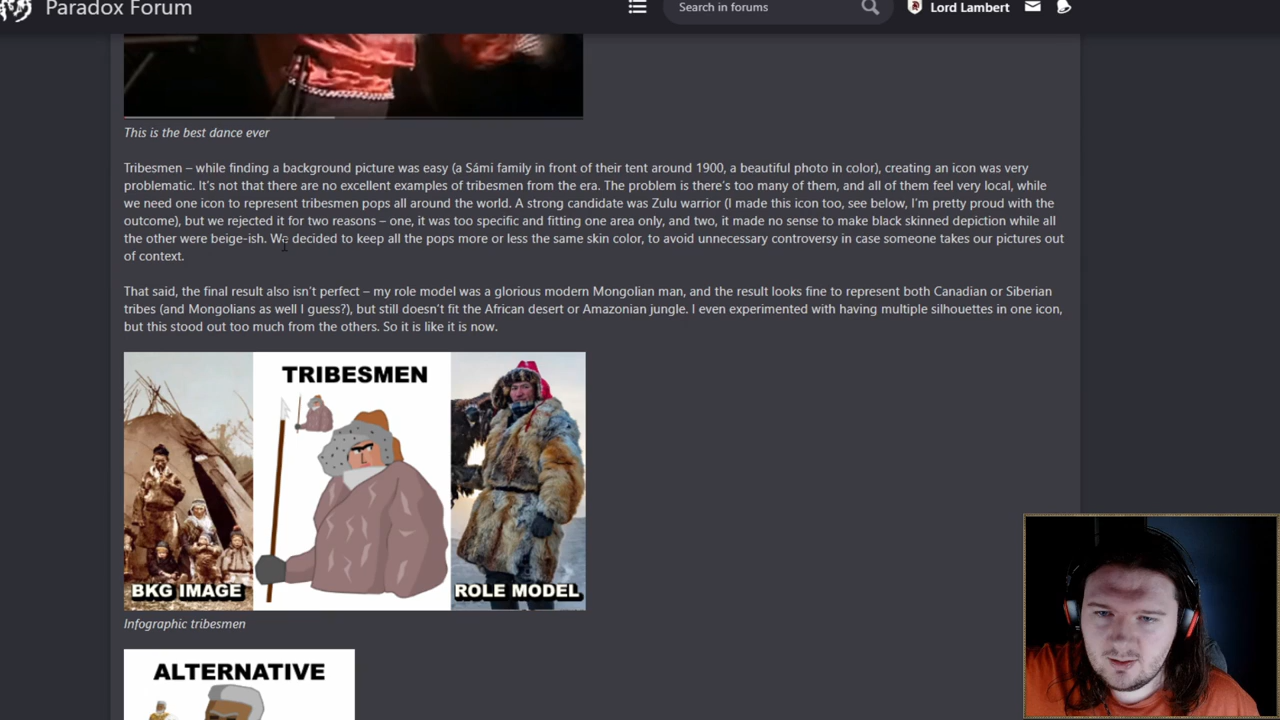 Paradox Forum
Search in forums
Lord Lambert
This is the best dance ever
Tribesmen – while finding a background picture was easy (a Sámi family in front of their tent around 1900, a beautiful photo in color), creating an icon was very
problematic. It's not that there are no excellent examples of tribesmen from the era. The problem is there's too many of them, and all of them feel very local, while
we need one icon to represent tribesmen pops all around the world. A strong candidate was Zulu warrior (I made this icon too, see below, I'm pretty proud with the
outcome), but we rejected it for two reasons – one, it was too specific and fitting one area only, and two, it made no sense to make black skinned depiction while all
the other were beige-ish. We decided to keep all the pops more or less the same skin color, to avoid unnecessary controversy in case someone takes our pictures out
of context.
That said, the final result also isn't perfect – my role model was a glorious modern Mongolian man, and the result looks fine to represent both Canadian or Siberian
tribes (and Mongolians as well I guess?), but still doesn't fit the African desert or Amazonian jungle. I even experimented with having multiple silhouettes in one icon,
but this stood out too much from the others. So it is like it is now.
TRIBESMEN
BKG IMAGE
ROLE MODEL
Infographic tribesmen
ALTERNATIVE